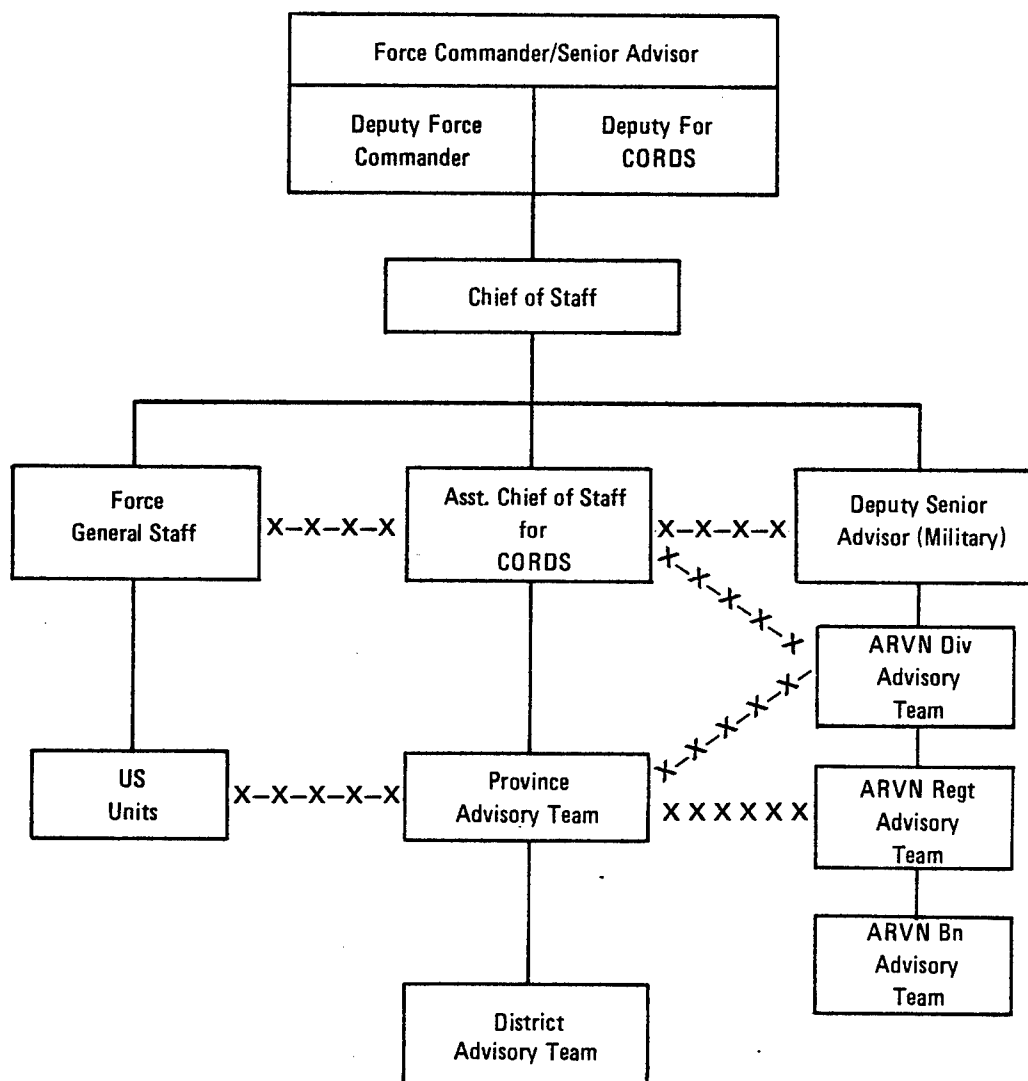 Force Commander/Senior Advisor
Deputy Force
Commander
Deputy For
CORDS
Chief of Staff
Force
General Staff
X–X–X–X
Asst. Chief of Staff
for
CORDS
X–X–X–X
Deputy Senior
Advisor (Military)
X–X–X–X–X–X
ARVN Div
Advisory
Team
X–X–X–X–X–
US
Units
X–X–X–X–X
Province
Advisory Team
X X X X X X
ARVN Regt
Advisory
Team
ARVN Bn
Advisory
Team
District
Advisory Team